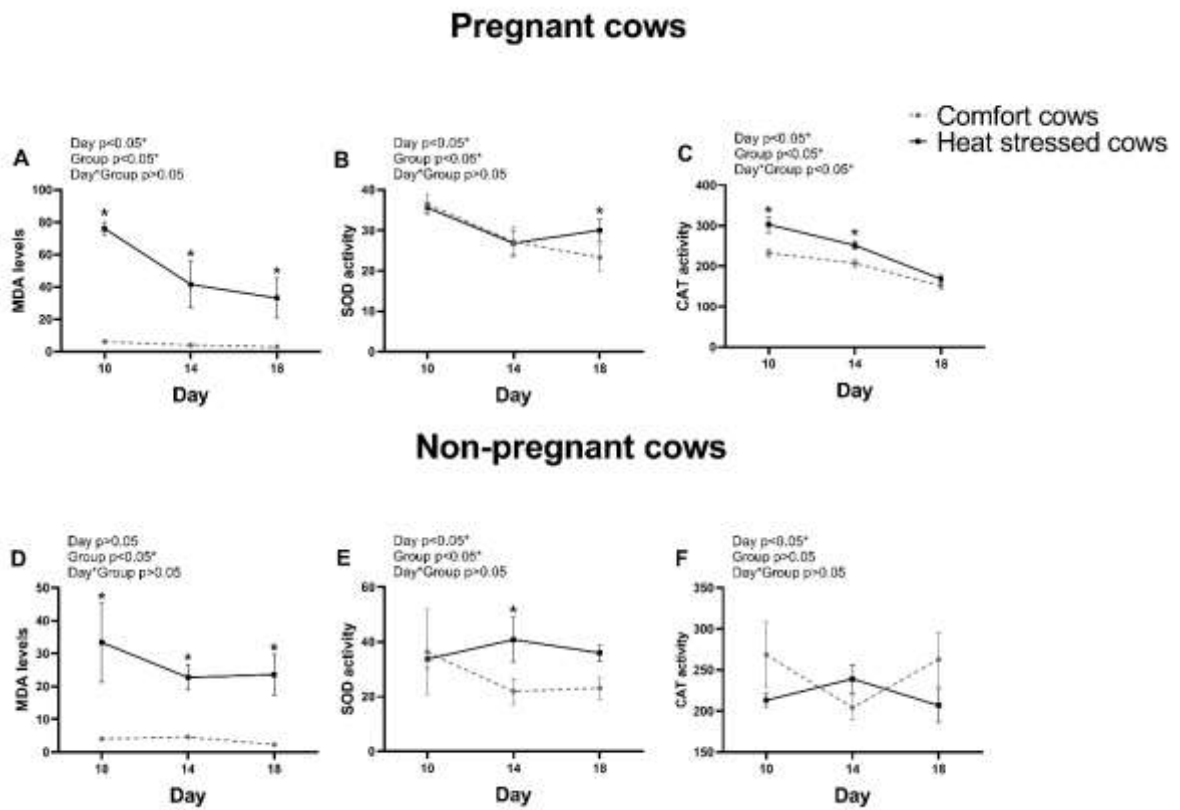 Pregnant cows
Comfort cows
Heat stressed cows
A
Day p<0.05*
Group p<0.05*
Day*Group p>0.05
MDA levels
100
80
60
40
20
0
*
*
*
10
14
18
Day
B
Day p<0.05*
Group p<0.05*
Day*Group p>0.05
SOD activity
40
30
20
10
0
*
10
14
18
Day
C
Day p<0.05*
Group p<0.05*
Day*Group p<0.05*
CAT activity
400
300
200
100
0
*
*
10
14
18
Day
Non-pregnant cows
D
Day p>0.05
Group p<0.05*
Day*Group p>0.05
MDA levels
50
40
30
20
10
0
*
*
*
10
14
18
Day
E
Day p<0.05*
Group p<0.05*
Day*Group p>0.05
SOD activity
60
40
20
0
*
10
14
18
Day
F
Day p<0.05*
Group p>0.05
Day*Group p>0.05
CAT activity
350
300
250
200
150
10
14
18
Day